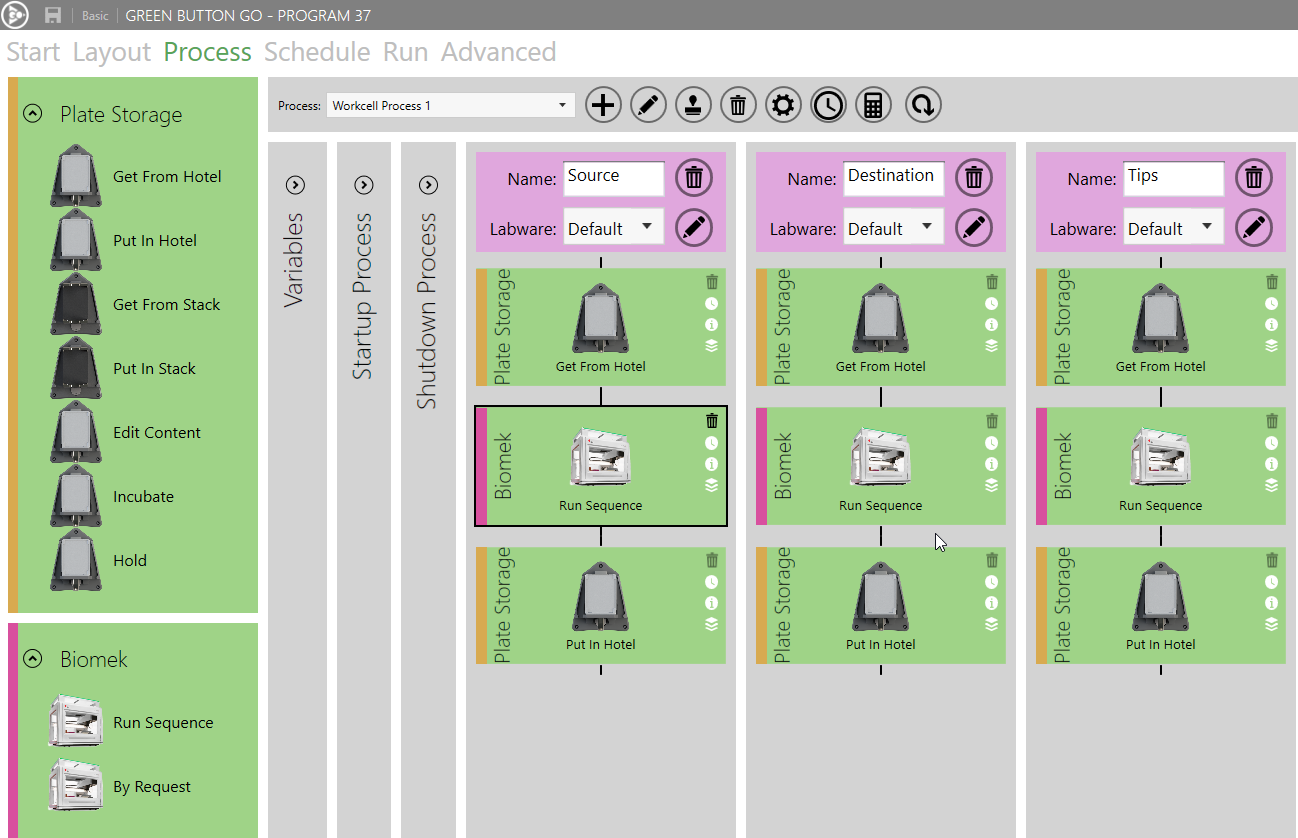 Basic
GREEN BUTTON GO - PROGRAM 37
Start Layout Process Schedule Run Advanced
Plate Storage
Get From Hotel
Put In Hotel
Get From Stack
Put In Stack
Edit Content
Incubate
Hold
Biomek
Run Sequence
By Request
Process: Workcell Process 1
Variables
Startup Process
Shutdown Process
Name: Source
Labware: Default
Plate Storage
Get From Hotel
Biomek
Run Sequence
Plate Storage
Put In Hotel
Name: Destination
Labware: Default
Plate Storage
Get From Hotel
Biomek
Run Sequence
Plate Storage
Put In Hotel
Name: Tips
Labware: Default
Plate Storage
Get From Hotel
Biomek
Run Sequence
Plate Storage
Put In Hotel